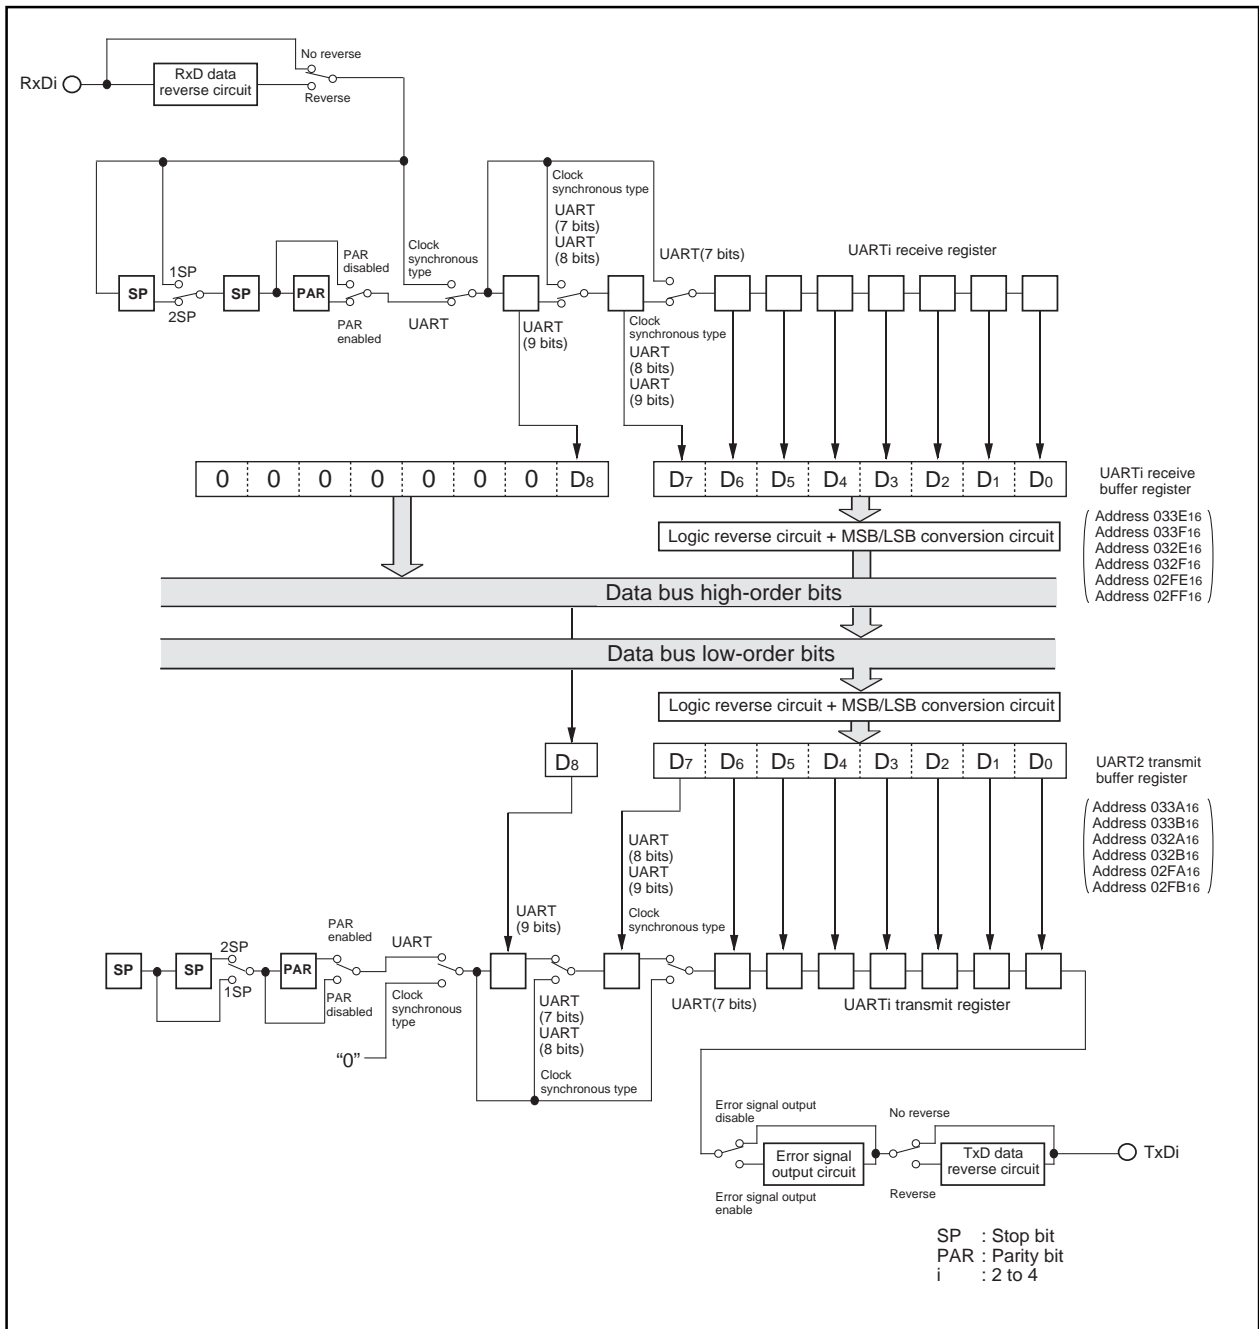 No reverse
RxDi
RxD data
reverse circuit
Reverse
Clock
synchronous type
UART
(7 bits)
UART
(8 bits)
PAR
disabled
Clock
synchronous
type
UART(7 bits)
UARTi receive register
1SP
SP
SP
PAR
2SP
PAR
enabled
UART
UART
(9 bits)
Clock
synchronous type
UART
(8 bits)
UART
(9 bits)
0 0 0 0 0 0 0 D8
D7 D6 D5 D4 D3 D2 D1 D0
UARTi receive
buffer register
Logic reverse circuit + MSB/LSB conversion circuit
Address 033E16
Address 033F16
Address 032E16
Address 032F16
Address 02FE16
Address 02FF16
Data bus high-order bits
Data bus low-order bits
Logic reverse circuit + MSB/LSB conversion circuit
D8
D7 D6 D5 D4 D3 D2 D1 D0
UART2 transmit
buffer register
Address 033A16
Address 033B16
Address 032A16
Address 032B16
Address 02FA16
Address 02FB16
UART
(8 bits)
UART
(9 bits)
Clock
synchronous type
UART
(9 bits)
PAR
enabled
UART
2SP
SP
SP
PAR
1SP
PAR
disabled
Clock
synchronous
type
“0”
UART
(7 bits)
UART
(8 bits)
Clock
synchronous type
UART(7 bits)
UARTi transmit register
Error signal output
disable
No reverse
Error signal
output circuit
TxD data
reverse circuit
TxDi
Error signal output
enable
Reverse
SP : Stop bit
PAR : Parity bit
i : 2 to 4